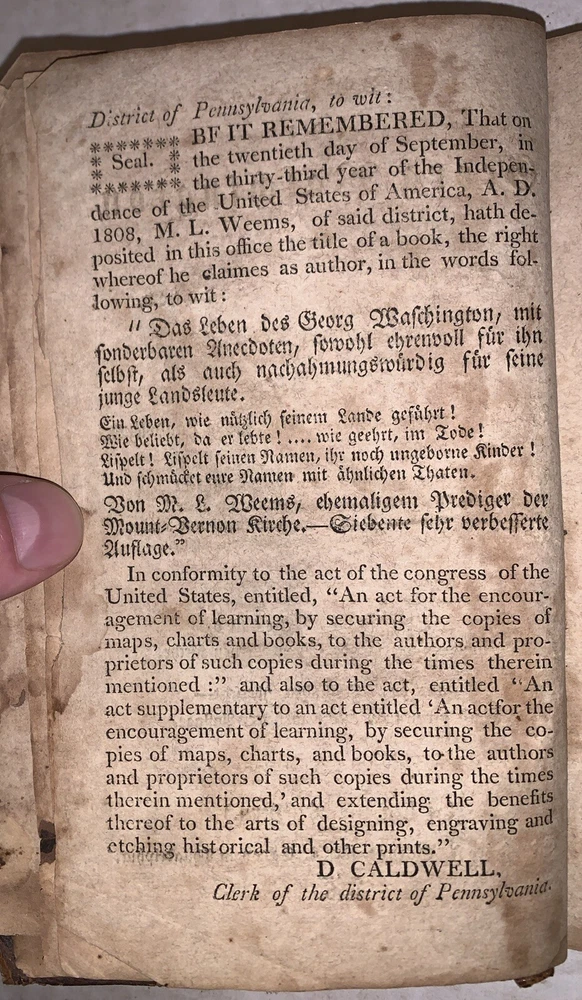 District of Pennsylvania, to wit:
******* BE IT REMEMBERED, That on
* Seal. * the twentieth day of September, in
******* the thirty-third year of the Indepen-
dence of the United States of America, A. D.
1808, M. L. Weems, of said district, hath de-
posited in this office the title of a book, the right
whereof he claimes as author, in the words fol-
lowing, to wit:
"Das Leben des Georg Waschington, mit
sonderbaren Anecdoten, sowohl ehrenvoll für ihn
selbst, als auch nachahmungswürdig für seine
junge Landsleute.
Ein Leben, wie nützlich seinem Lande geführt!
Wie beliebt, da er lebte! .... wie geehrt, im Tode!
Lispelt! Lispelt seinen Namen, ihr noch ungeborne Kinder!
Und schmücket eure Namen mit ähnlichen Thaten.
Von M. L. Weems, ehemaligem Prediger der
Mount-Vernon Kirche.—Siebente sehr verbesserte
Auflage."
In conformity to the act of the congress of the
United States, entitled, "An act for the encour-
agement of learning, by securing the copies of
maps, charts and books, to the authors and pro-
prietors of such copies during the times therein
mentioned:" and also to the act, entitled "An
act supplementary to an act entitled 'An act for the
encouragement of learning, by securing the co-
pies of maps, charts, and books, to the authors
and proprietors of such copies during the times
therein mentioned,' and extending the benefits
thereof to the arts of designing, engraving and
etching historical and other prints."
D CALDWELL,
Clerk of the district of Pennsylvania.